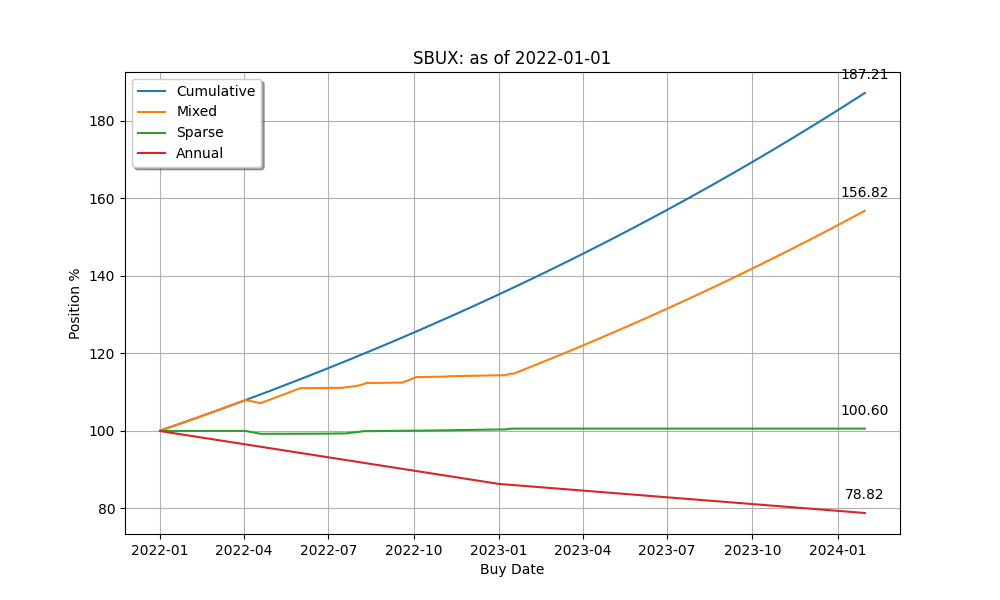 SBUX: as of 2022-01-01
187.21
Cumulative
Mixed
Sparse
Annual
180
160
156.82
140
Position %
120
100
100.60
80
78.82
2022-01
2022-04
2022-07
2022-10
2023-01
2023-04
2023-07
2023-10
2024-01
Buy Date